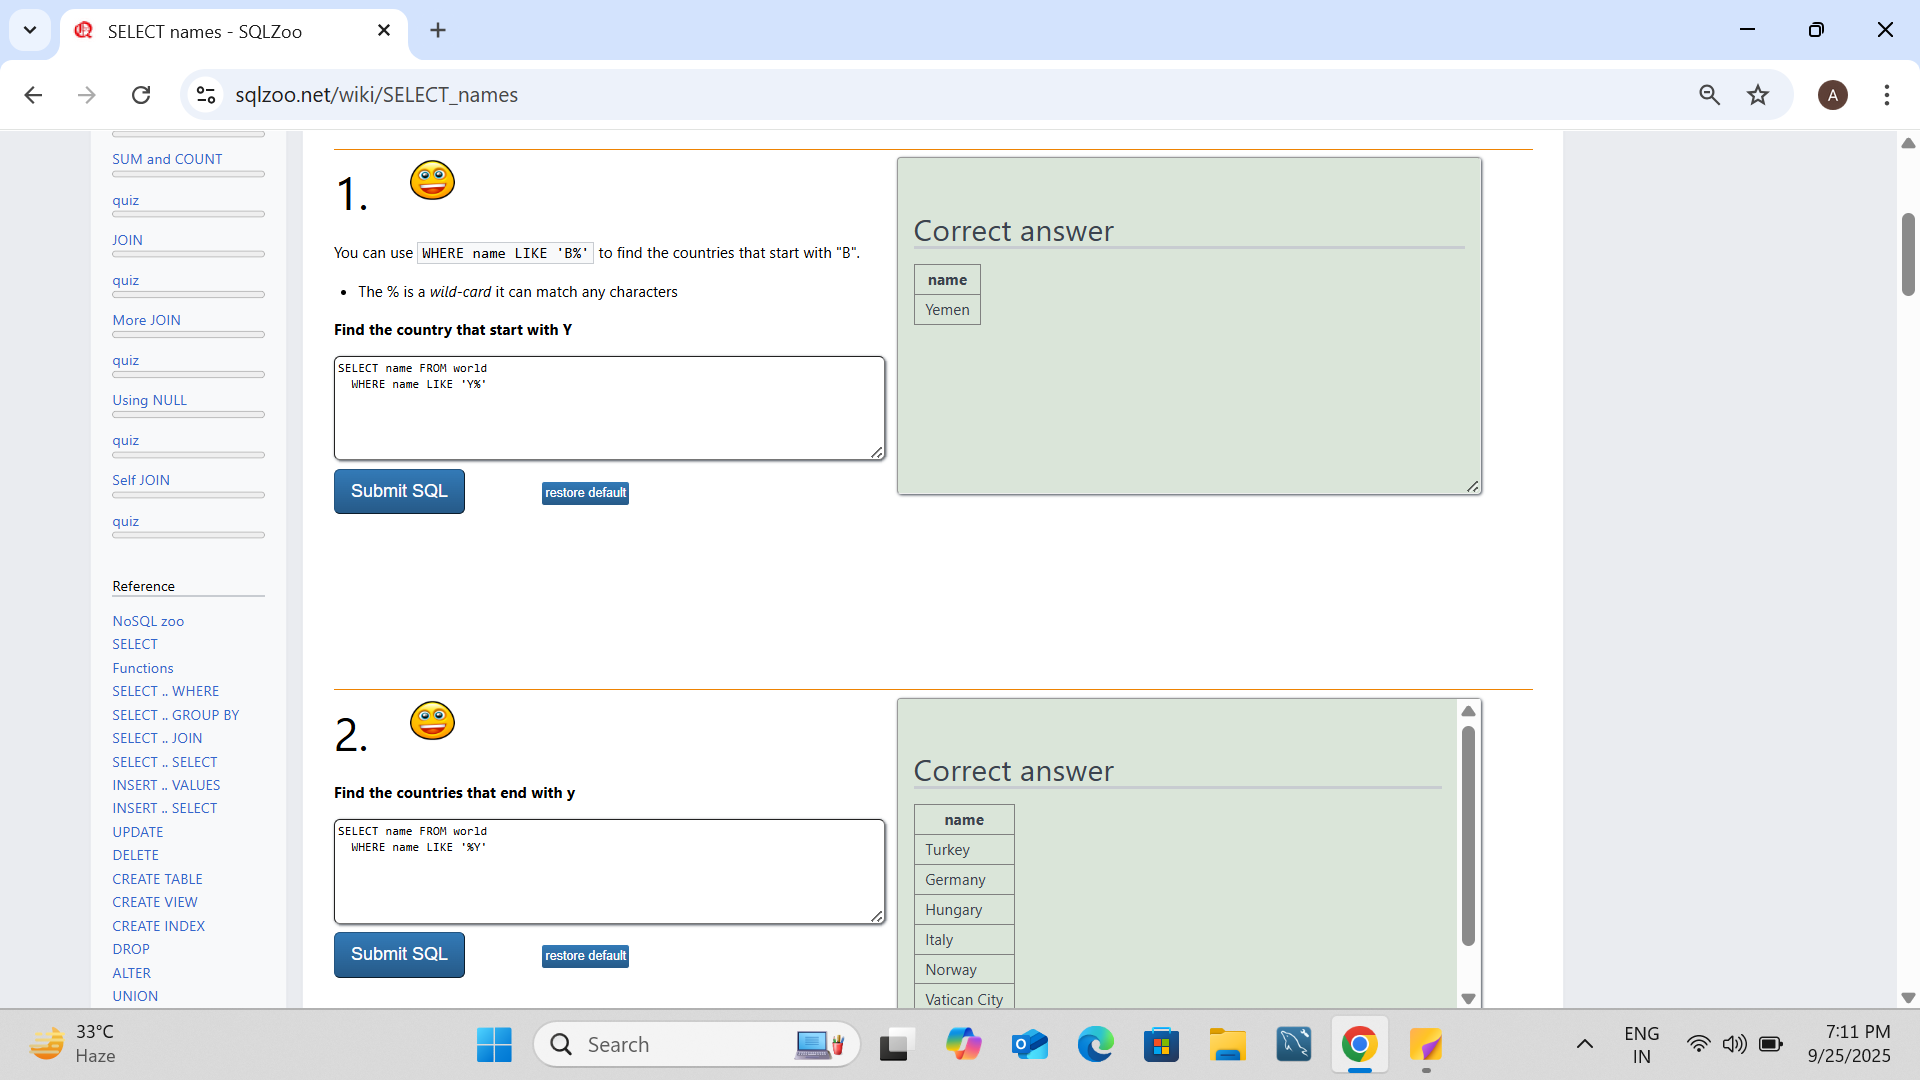 SELECT names - SQLZoo
sqlzoo.net/wiki/SELECT_names
A
SUM and COUNT
quiz
JOIN
quiz
More JOIN
quiz
Using NULL
quiz
Self JOIN
quiz
Reference
NoSQL zoo
SELECT
Functions
SELECT .. WHERE
SELECT .. GROUP BY
SELECT .. JOIN
SELECT .. SELECT
INSERT .. VALUES
INSERT .. SELECT
UPDATE
DELETE
CREATE TABLE
CREATE VIEW
CREATE INDEX
DROP
ALTER
UNION
1.
You can use WHERE name LIKE 'B%' to find the countries that start with "B".
• The % is a wild-card it can match any characters
Find the country that start with Y
SELECT name FROM world
WHERE name LIKE 'Y%'
Submit SQL
restore default
Correct answer
name
Yemen
2.
Find the countries that end with y
SELECT name FROM world
WHERE name LIKE '%Y'
Submit SQL
restore default
Correct answer
name
Turkey
Germany
Hungary
Italy
Norway
Vatican City
33°C
Haze
Search
ENG
IN
7:11 PM
9/25/2025